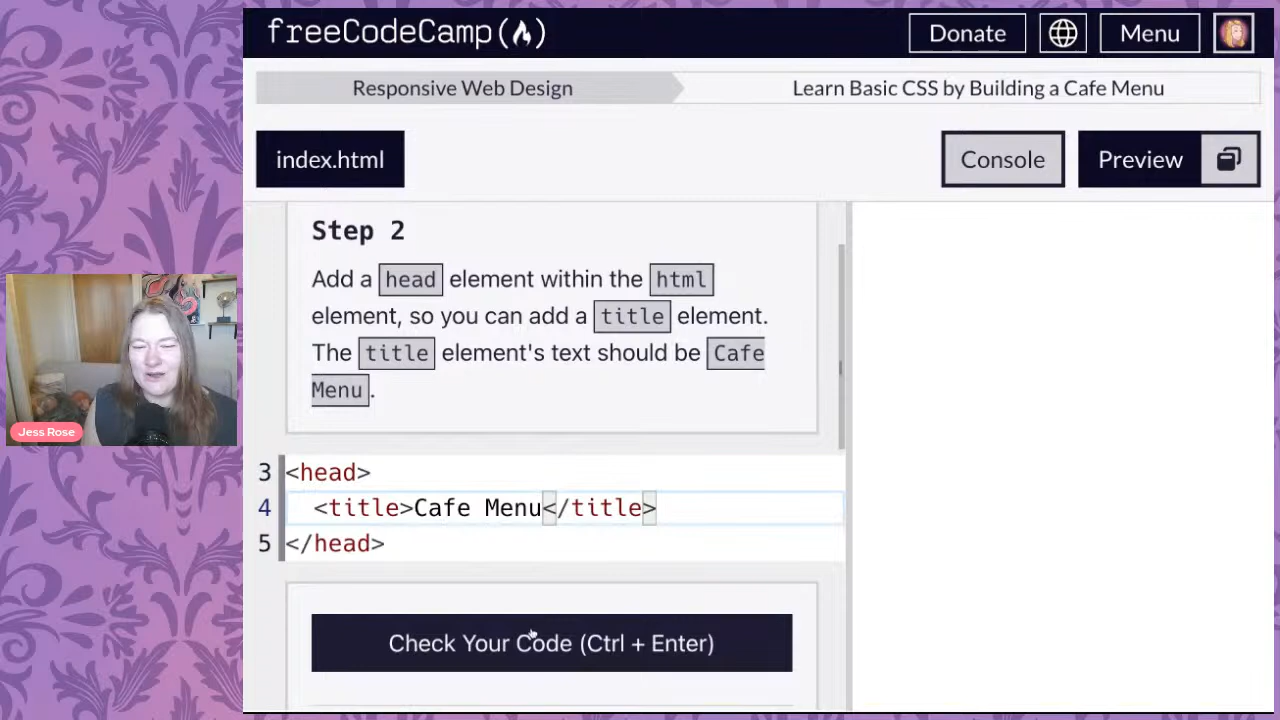 freeCodeCamp(🔥)
Donate
Menu
Responsive Web Design
Learn Basic CSS by Building a Cafe Menu
index.html
Console
Preview
Step 2
Add a head element within the html
element, so you can add a title element.
The title element's text should be Cafe
Menu.
3 <head>
4 <title>Cafe Menu</title>
5 </head>
Check Your Code (Ctrl + Enter)
Jess Rose